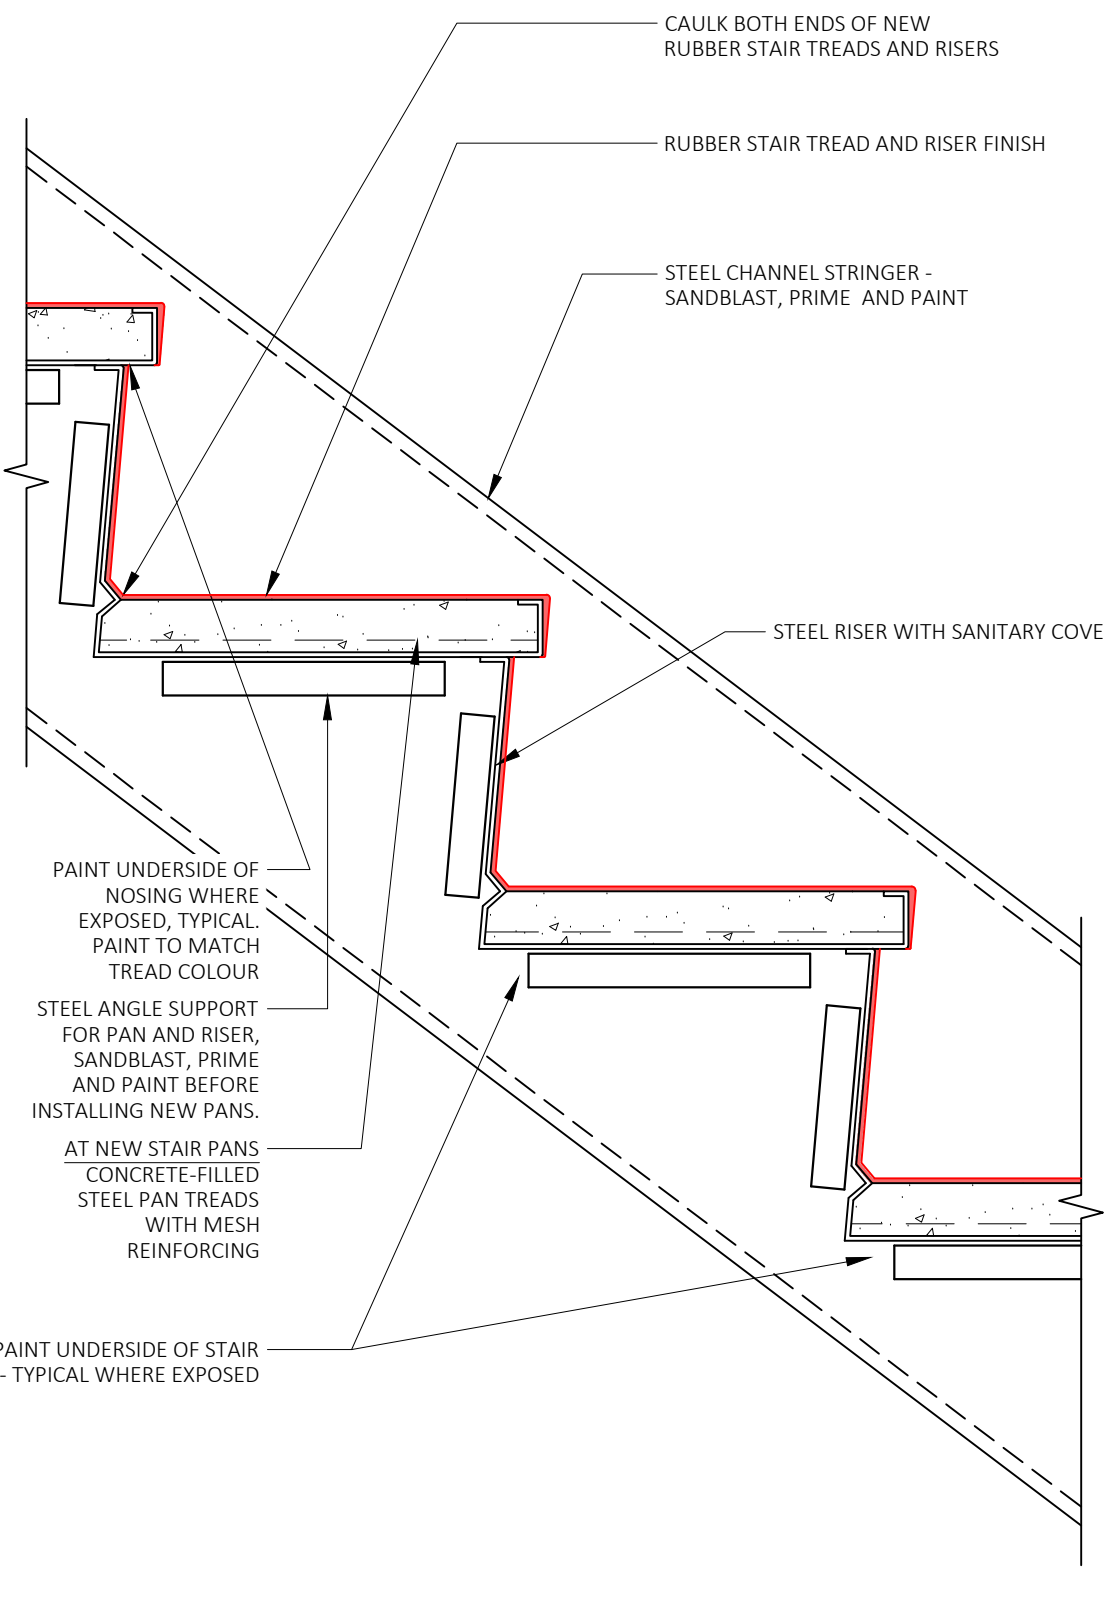 CAULK BOTH ENDS OF NEW
RUBBER STAIR TREADS AND RISERS
RUBBER STAIR TREAD AND RISER FINISH
STEEL CHANNEL STRINGER -
SANDBLAST, PRIME AND PAINT
STEEL RISER WITH SANITARY COVE
PAINT UNDERSIDE OF
NOSING WHERE
EXPOSED, TYPICAL.
PAINT TO MATCH
TREAD COLOUR
STEEL ANGLE SUPPORT
FOR PAN AND RISER,
SANDBLAST, PRIME
AND PAINT BEFORE
INSTALLING NEW PANS.
AT NEW STAIR PANS
CONCRETE-FILLED
STEEL PAN TREADS
WITH MESH
REINFORCING
PAINT UNDERSIDE OF STAIR
- TYPICAL WHERE EXPOSED